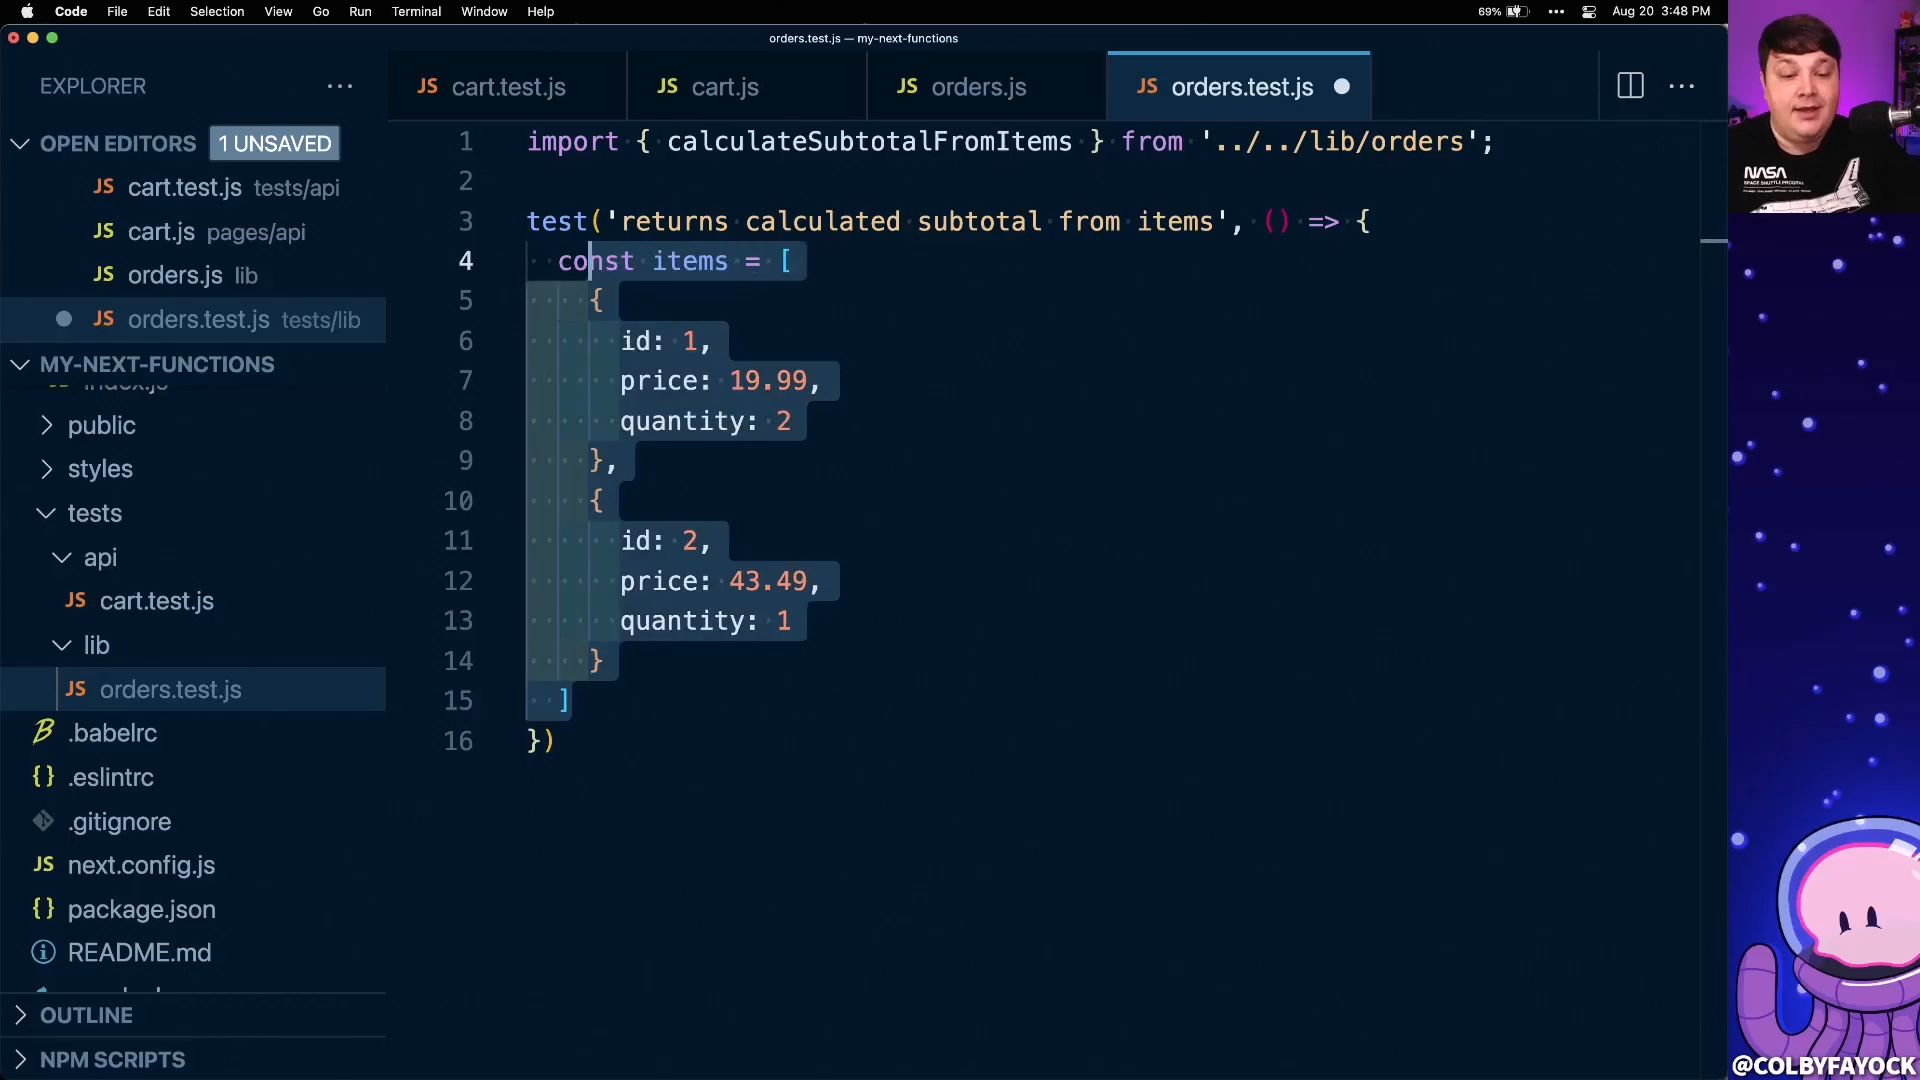 Code File Edit Selection View Go Run Terminal Window Help
69% Aug 20 3:48 PM
orders.test.js — my-next-functions
EXPLORER
JS cart.test.js
JS cart.js
JS orders.js
JS orders.test.js
OPEN EDITORS 1 UNSAVED
JS cart.test.js tests/api
JS cart.js pages/api
JS orders.js lib
JS orders.test.js tests/lib
MY-NEXT-FUNCTIONS
index.js
public
styles
tests
api
JS cart.test.js
lib
JS orders.test.js
.babelrc
{} .eslintrc
.gitignore
JS next.config.js
{} package.json
README.md
OUTLINE
NPM SCRIPTS
1 import { calculateSubtotalFromItems } from '../../lib/orders';
2
3 test('returns calculated subtotal from items', () => {
4 const items = [
5 {
6 id: 1,
7 price: 19.99,
8 quantity: 2
9 },
10 {
11 id: 2,
12 price: 43.49,
13 quantity: 1
14 }
15 ]
16 })
NASA
SPACE SHUTTLE PROGRAM
@COLBYFAYOCK